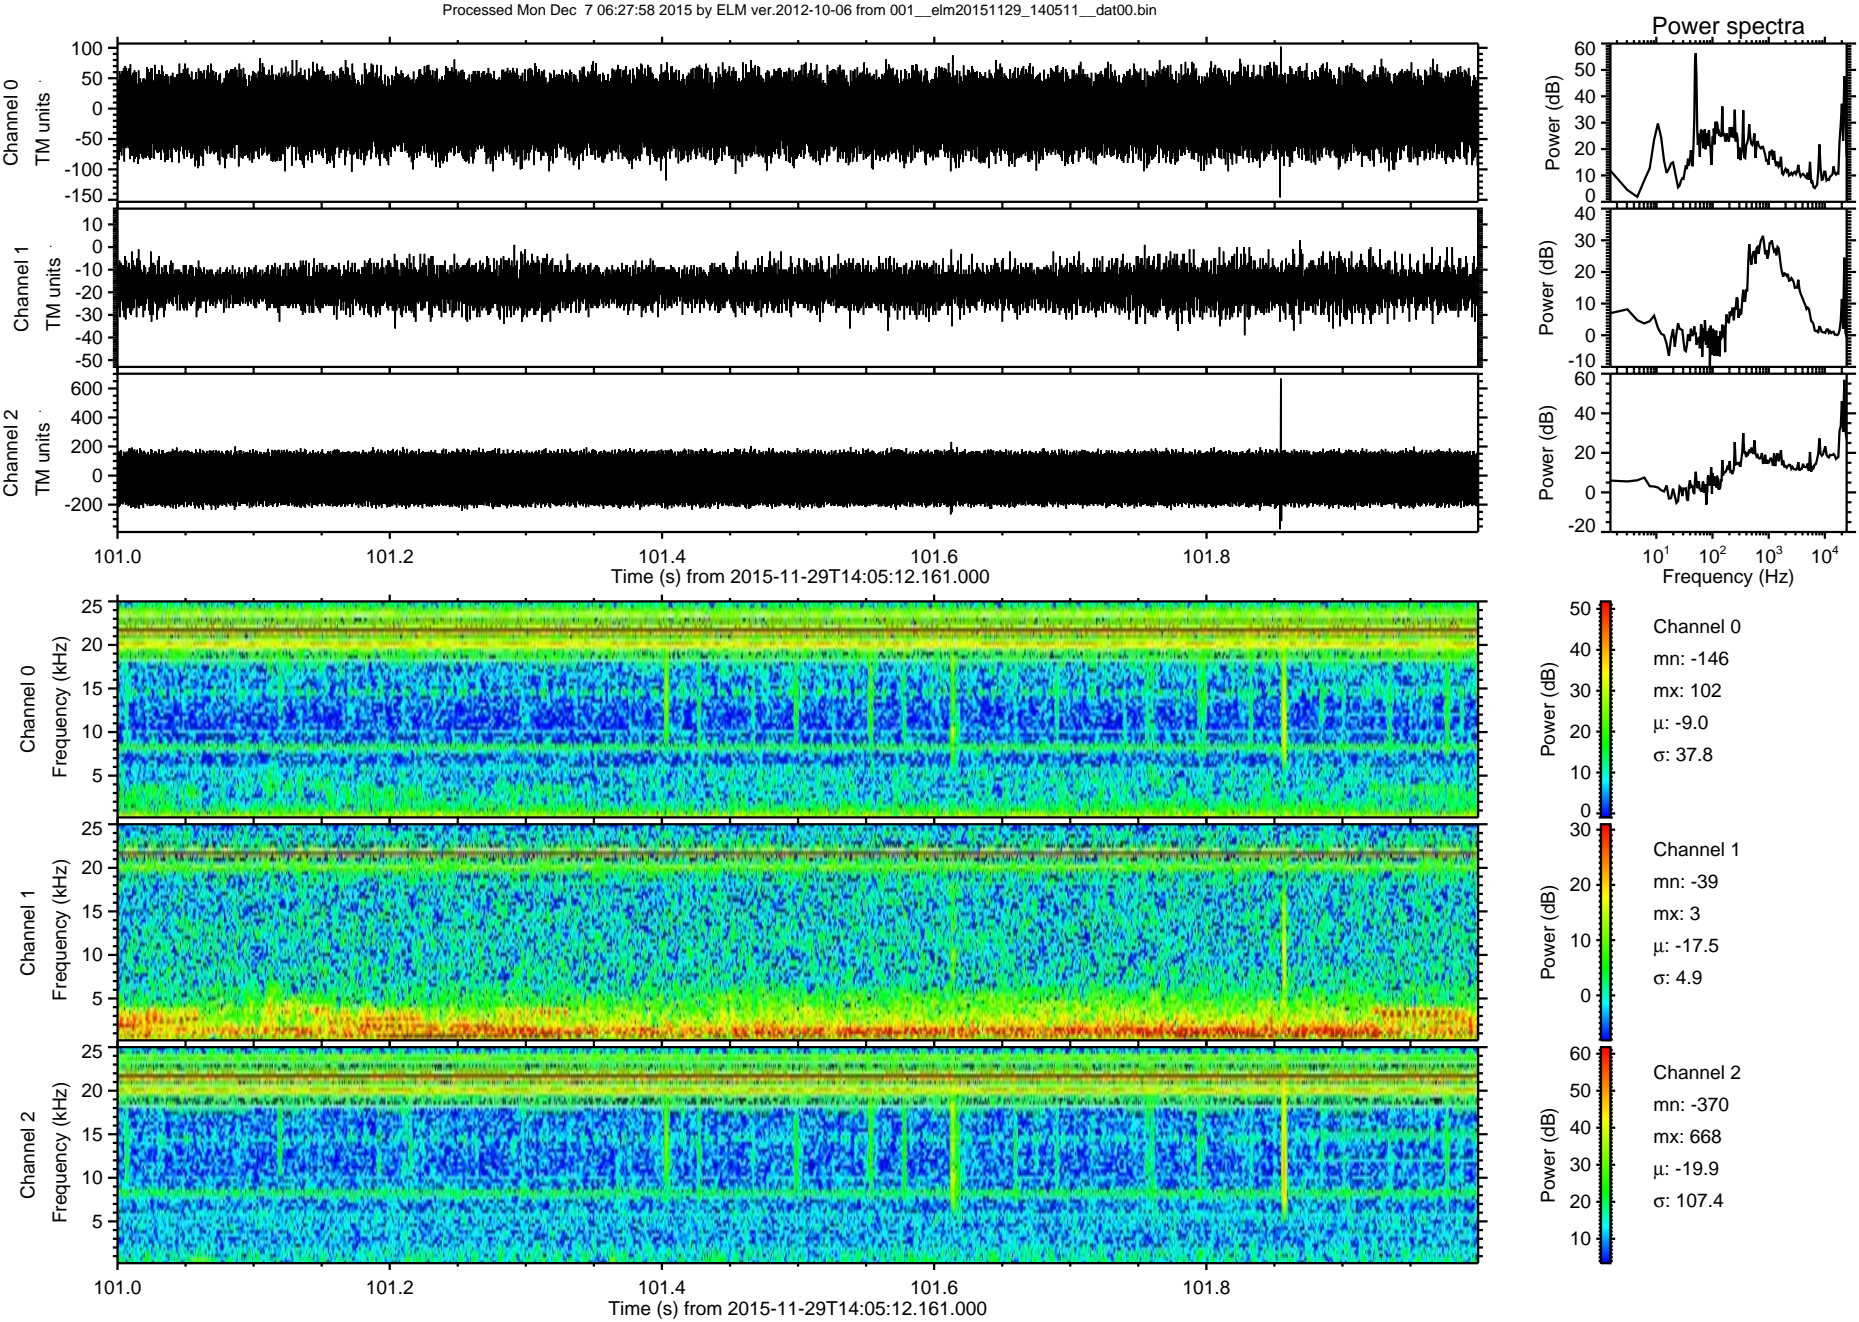 Processed Mon Dec 7 06:27:58 2015 by ELM ver.2012-10-06 from 001__elm20151129_140511__dat00.bin
Power spectra
Channel 0
TM units
100
50
0
-50
-100
-150
Power (dB)
60
50
40
30
20
10
0
Channel 1
TM units
10
0
-10
-20
-30
-40
-50
Power (dB)
40
30
20
10
0
-10
Channel 2
TM units
600
400
200
0
-200
Power (dB)
60
40
20
0
-20
101.0 101.2 101.4 101.6 101.8
Time (s) from 2015-11-29T14:05:12.161.000
10^1 10^2 10^3 10^4
Frequency (Hz)
Channel 0
Frequency (kHz)
25
20
15
10
5
Power (dB)
50
40
30
20
10
0
Channel 0
mn: -146
mx: 102
μ: -9.0
σ: 37.8
Channel 1
Frequency (kHz)
25
20
15
10
5
Power (dB)
30
20
10
0
Channel 1
mn: -39
mx: 3
μ: -17.5
σ: 4.9
Channel 2
Frequency (kHz)
25
20
15
10
5
Power (dB)
60
50
40
30
20
10
Channel 2
mn: -370
mx: 668
μ: -19.9
σ: 107.4
101.0 101.2 101.4 101.6 101.8
Time (s) from 2015-11-29T14:05:12.161.000